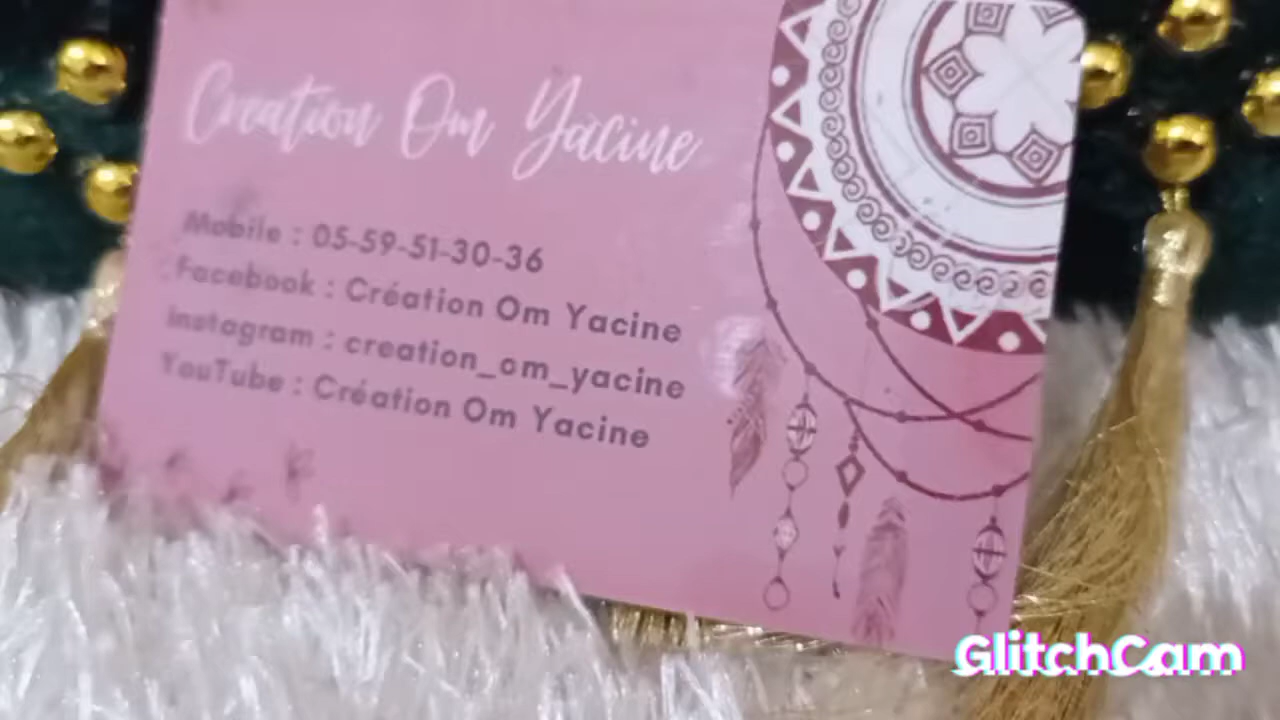 Creation Om Yacine
Mobile : 05-59-51-30-36
Facebook : Création Om Yacine
instagram : creation_om_yacine
YouTube : Création Om Yacine
GlitchCam